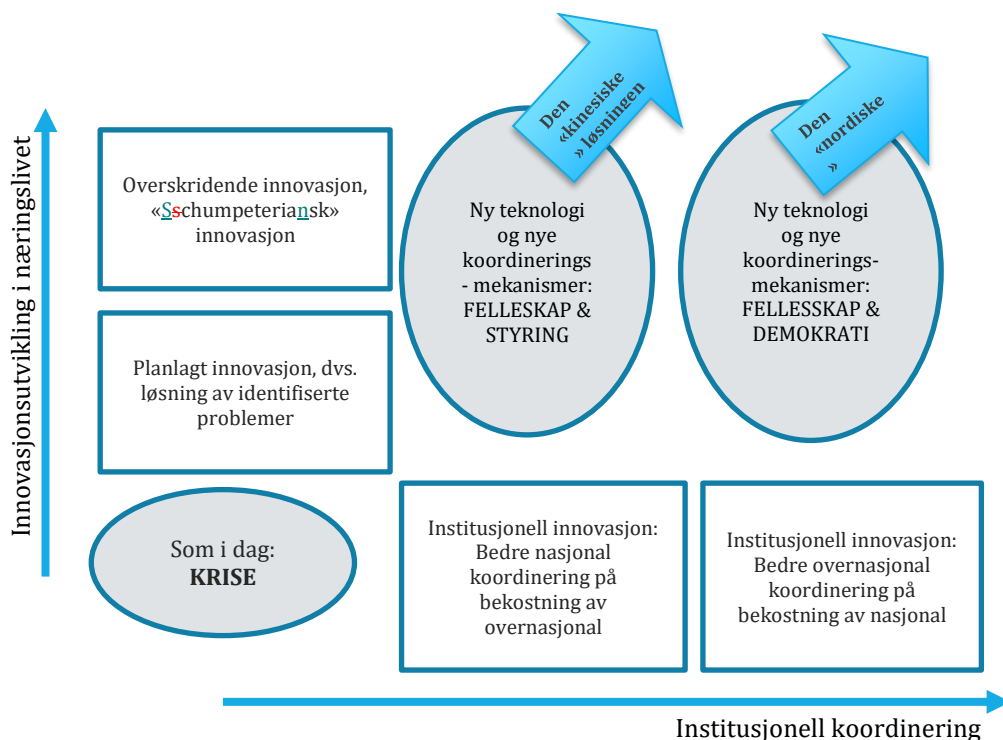 Innovasjonsutvikling i næringslivet
Overskridende innovasjon,
«Sschumpeteriansk»
innovasjon
Den
«kinesiske
» løsningen
Ny teknologi
og nye
koordinerings
- mekanismer:
FELLESKAP &
STYRING
Den
«nordiske
»
Ny teknologi
og nye
koordinerings-
mekanismer:
FELLESSKAP &
DEMOKRATI
Planlagt innovasjon, dvs.
løsning av identifiserte
problemer
Som i dag:
KRISE
Institusjonell innovasjon:
Bedre nasjonal
koordinering på
bekostning av
overnasjonal
Institusjonell innovasjon:
Bedre overnasjonal
koordinering på
bekostning av nasjonal
Institusjonell koordinering